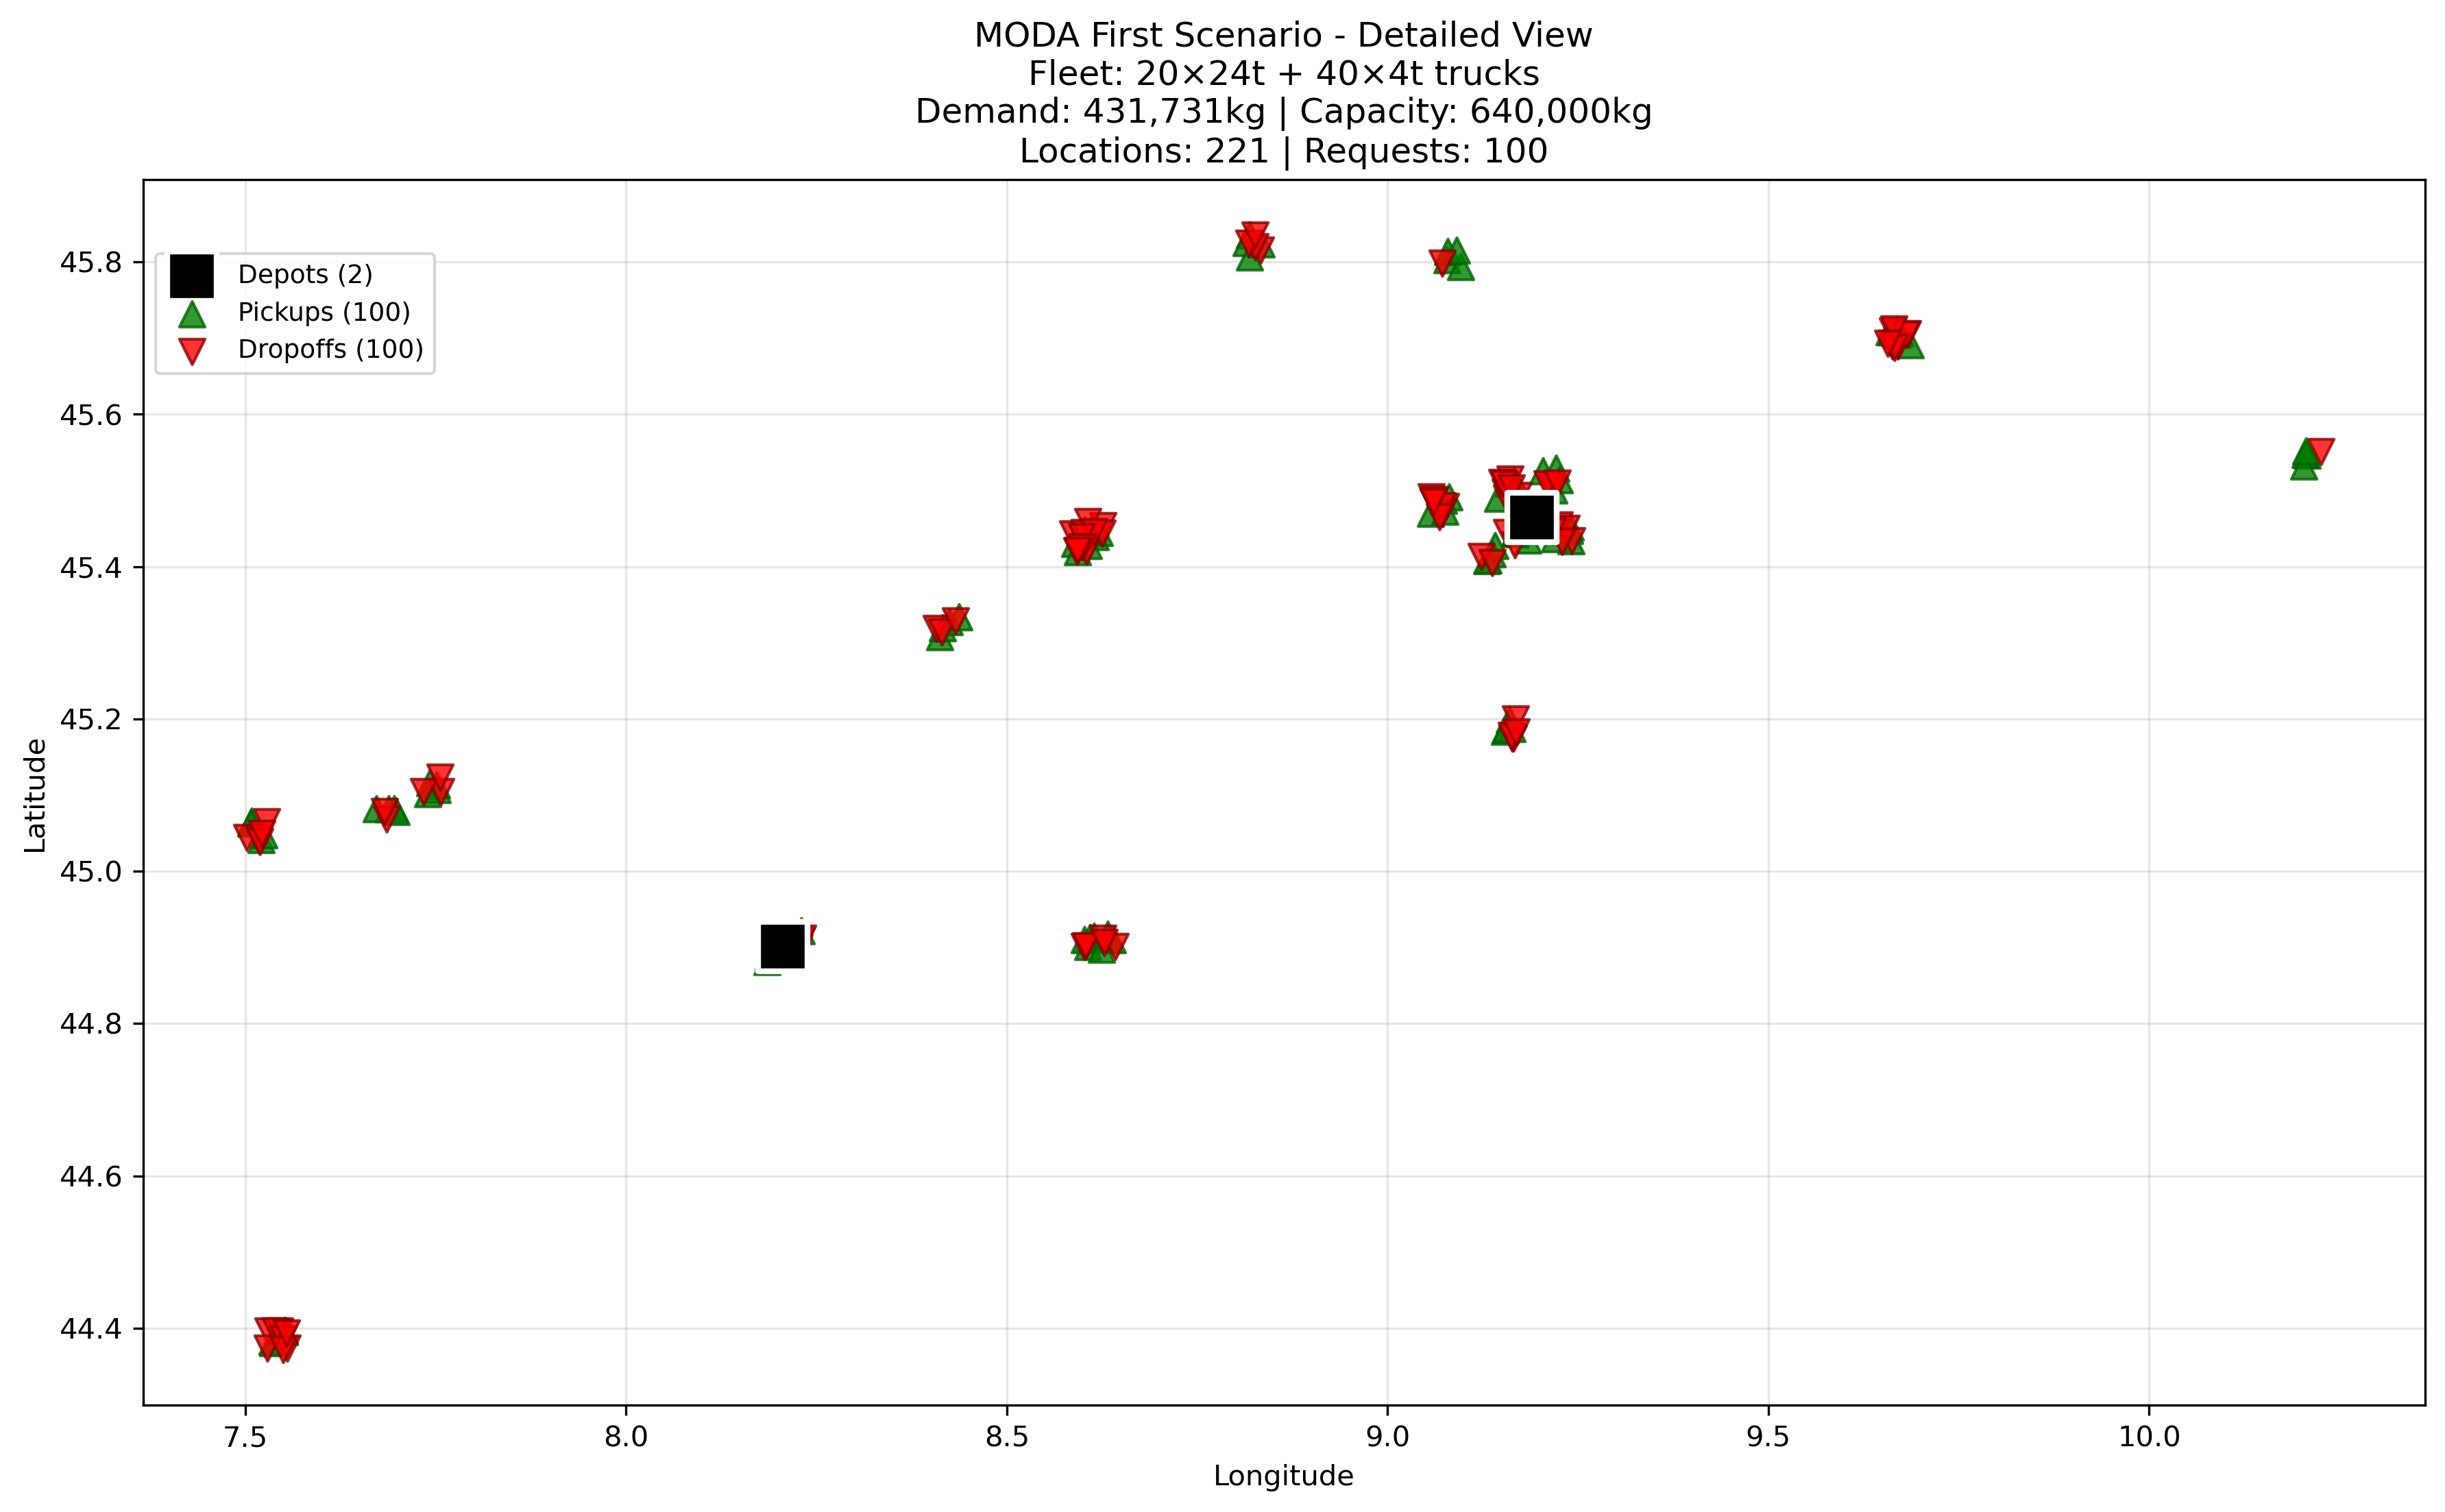 MODA First Scenario - Detailed View
Fleet: 20×24t + 40×4t trucks
Demand: 431,731kg | Capacity: 640,000kg
Locations: 221 | Requests: 100
Depots (2)
Pickups (100)
Dropoffs (100)
45.8
45.6
45.4
45.2
45.0
44.8
44.6
44.4
Latitude
7.5
8.0
8.5
9.0
9.5
10.0
Longitude